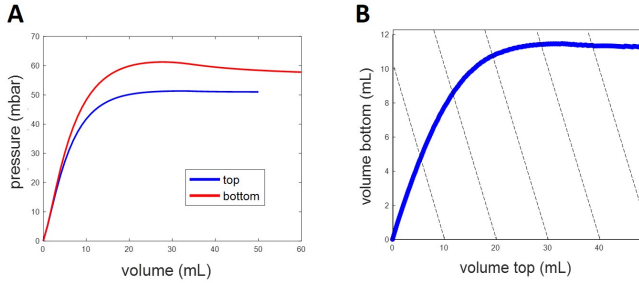 A
70
60
50
40
30
20
10
0
pressure (mbar)
top
bottom
0 10 20 30 40 50 60
volume (mL)
B
12
10
8
6
4
2
0
volume bottom (mL)
0 10 20 30 40
volume top (mL)